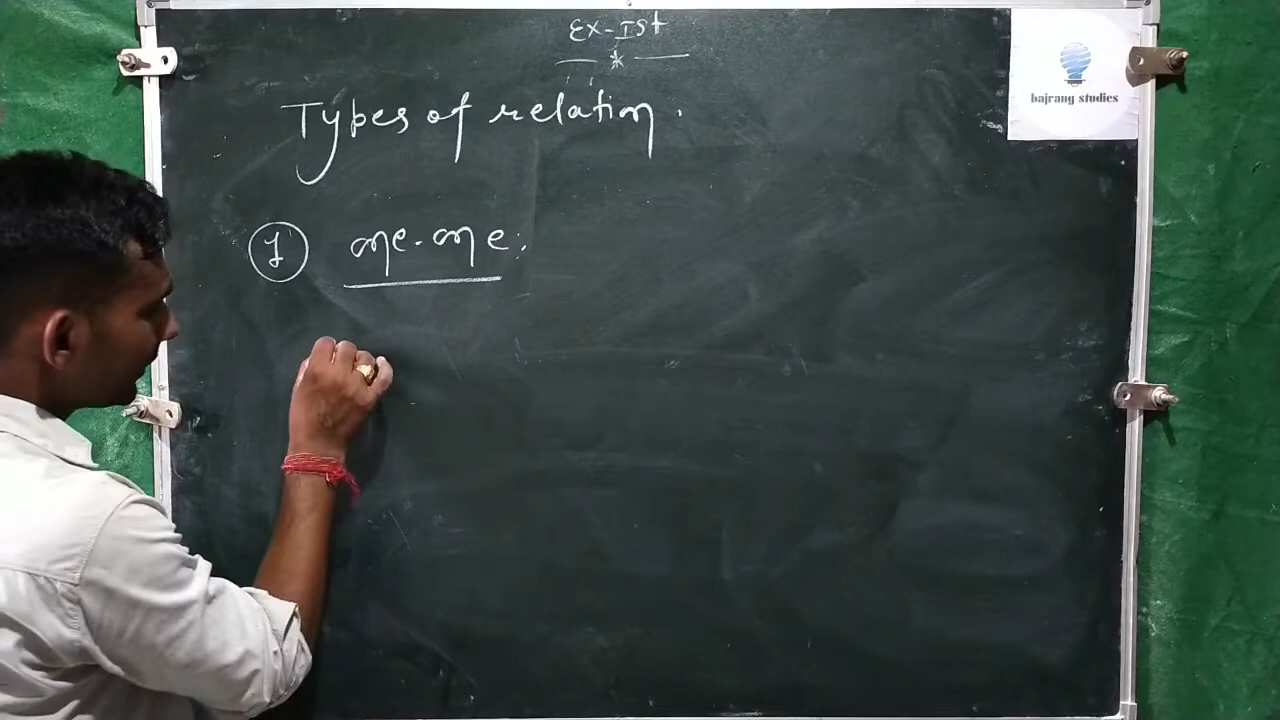 Ex-Ist
*
Types of relation.
1 one-one:
bajrang studies